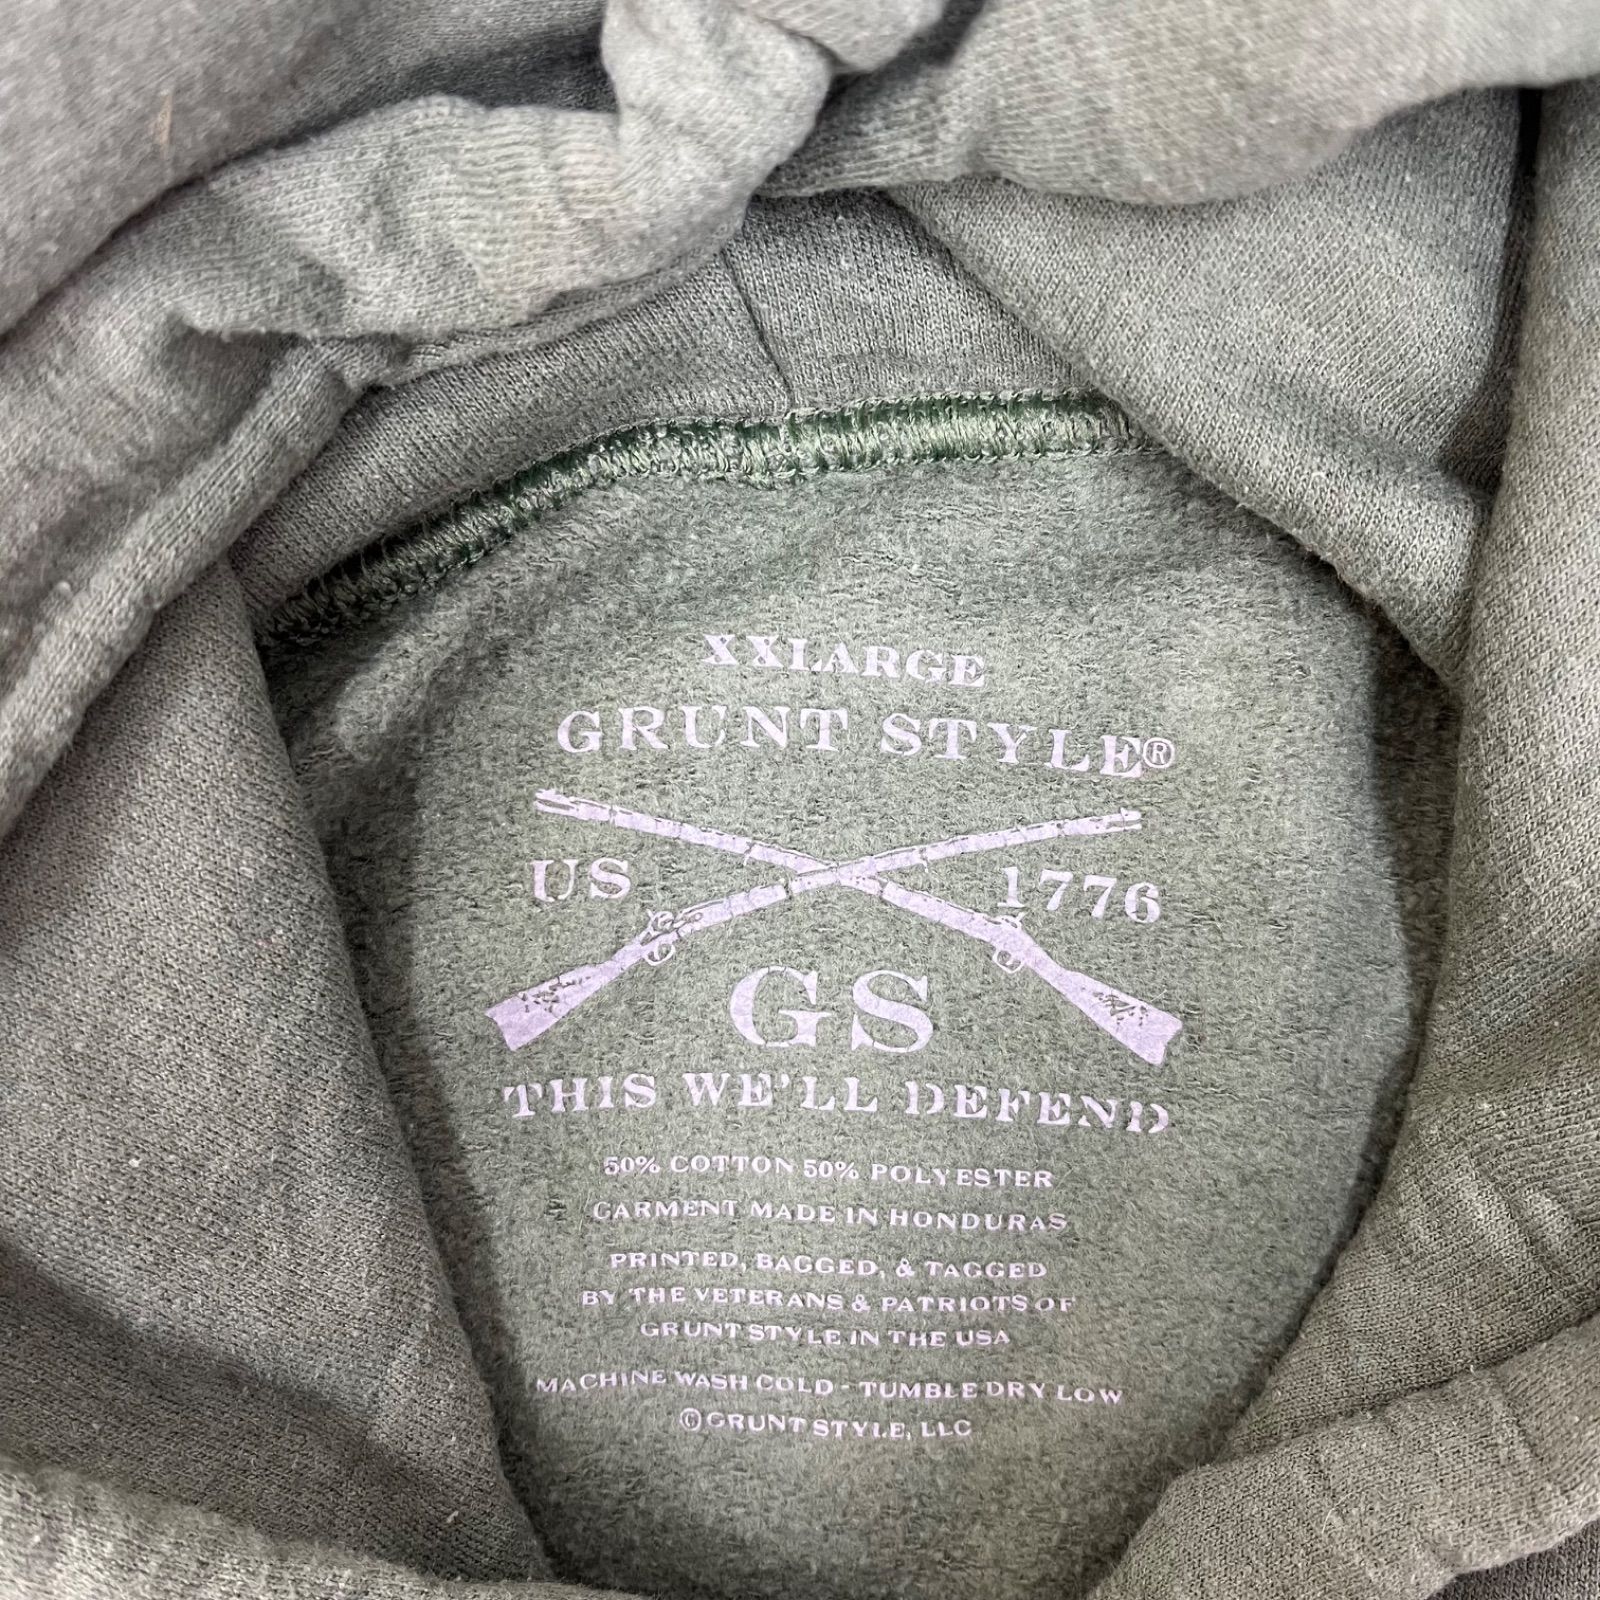 XXLARGE
GRUNT STYLE®
US 1776
GS
THIS WE'LL DEFEND
50% COTTON 50% POLYESTER
GARMENT MADE IN HONDURAS
PRINTED, BAGGED, & TAGGED
BY THE VETERANS & PATRIOTS OF
GRUNT STYLE IN THE USA
MACHINE WASH COLD - TUMBLE DRY LOW
©GRUNT STYLE, LLC